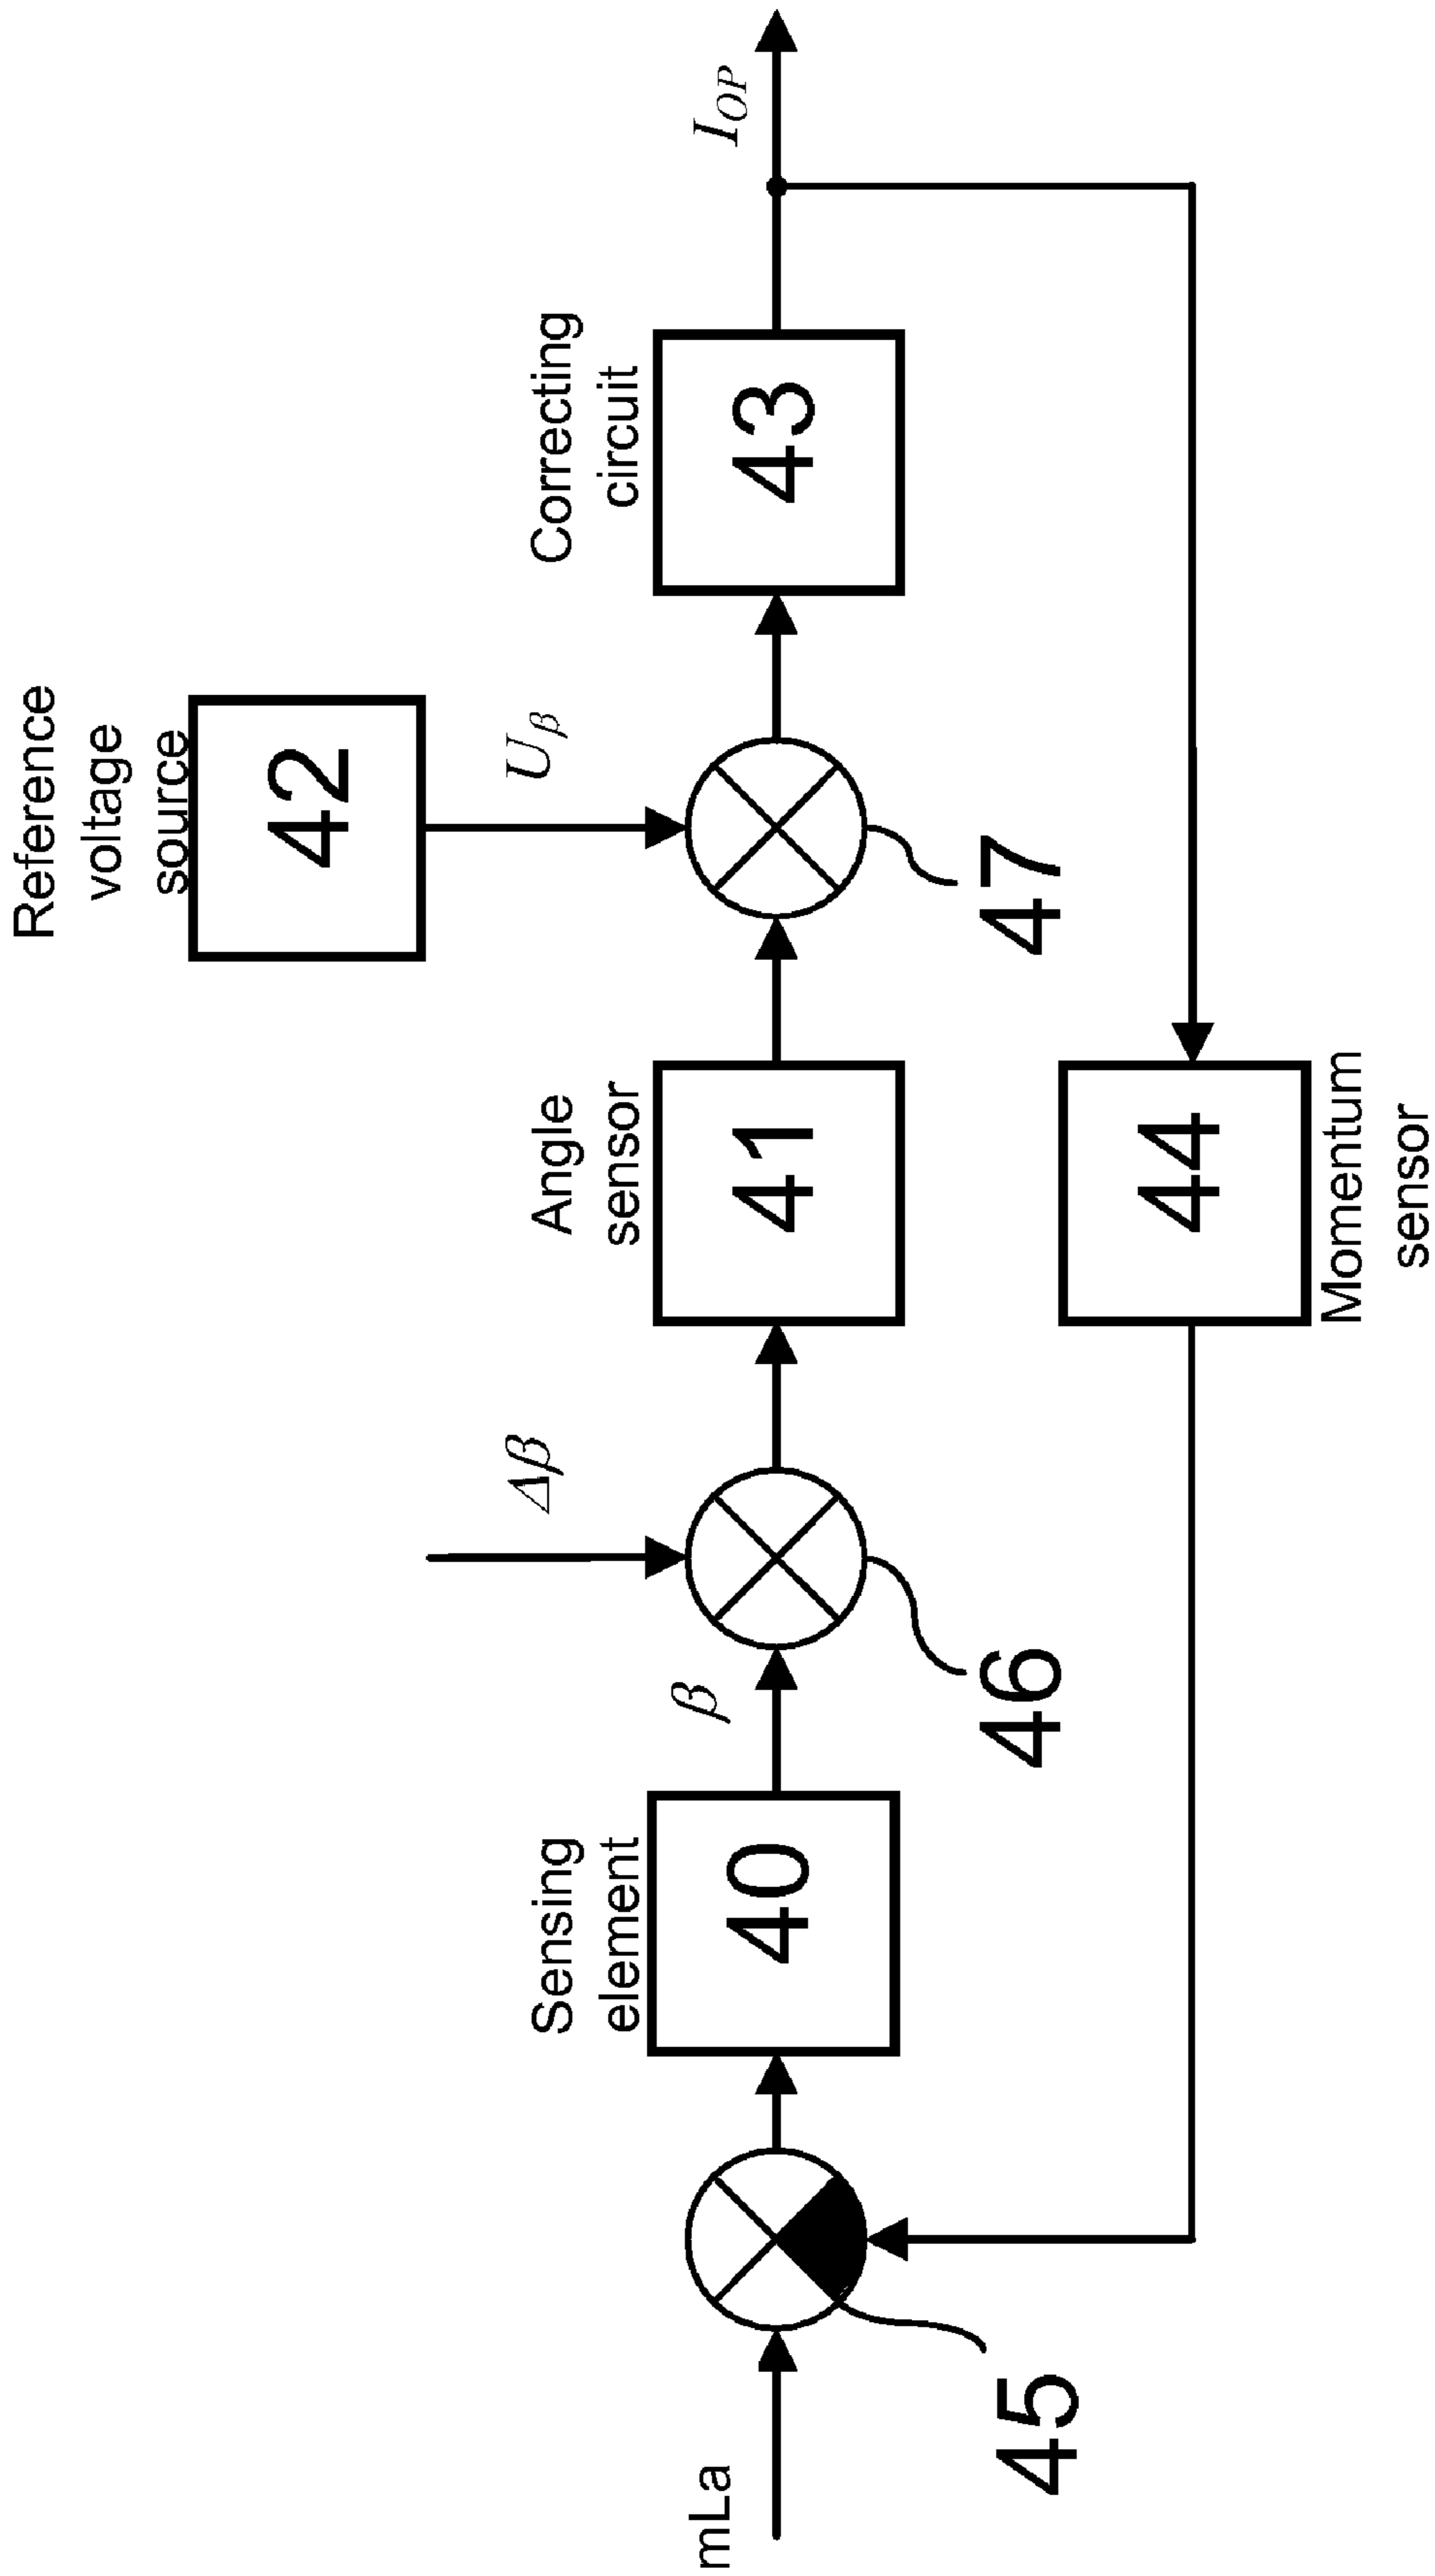 Reference
voltage
source
42
U_β
Δβ
I_OP
Sensing
element
40
β
Angle
sensor
41
Correcting
circuit
43
mLa
45
46
47
44
Momentum
sensor